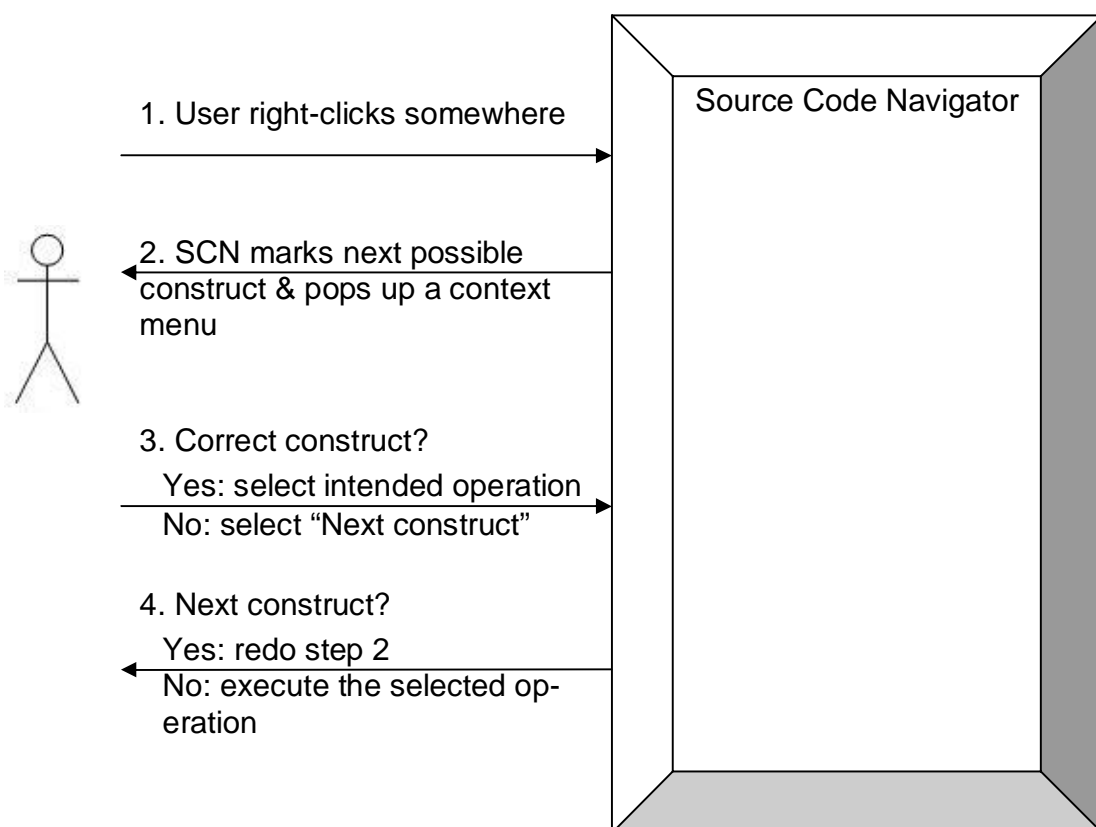 1. User right-clicks somewhere
Source Code Navigator
2. SCN marks next possible
construct & pops up a context
menu
3. Correct construct?
Yes: select intended operation
No: select “Next construct”
4. Next construct?
Yes: redo step 2
No: execute the selected op-
eration